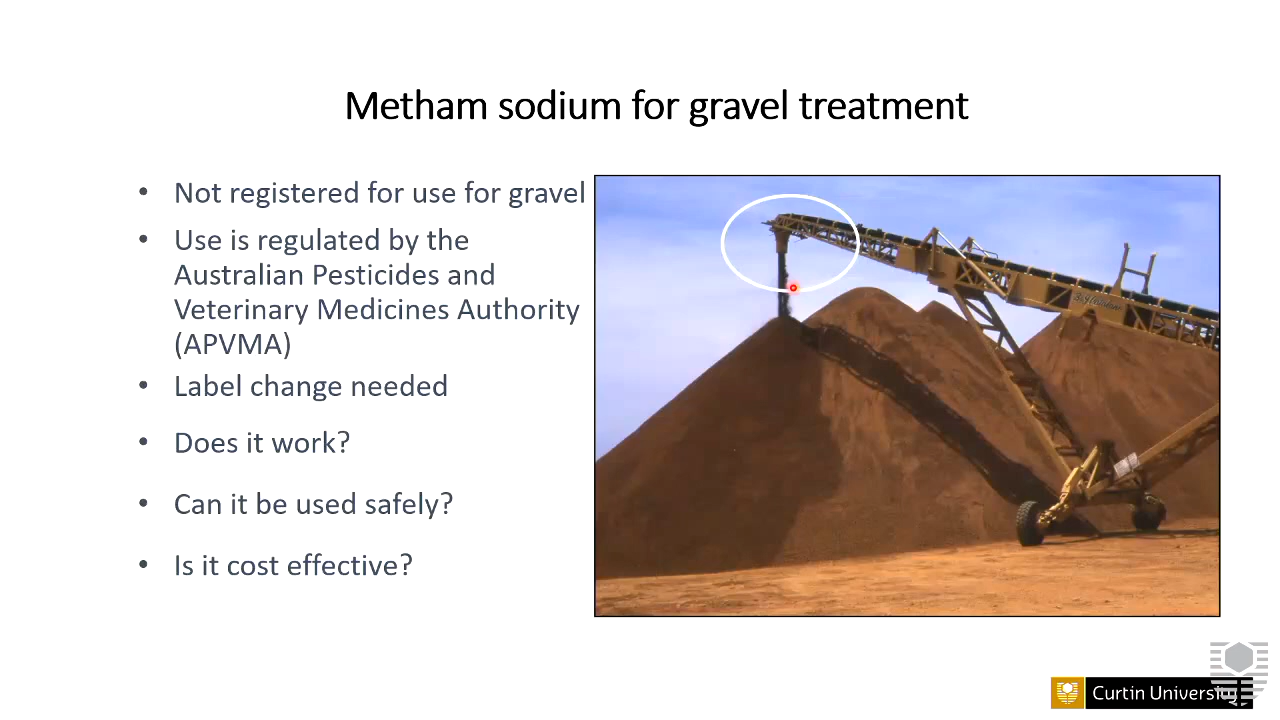 Metham sodium for gravel treatment
• Not registered for use for gravel
• Use is regulated by the
Australian Pesticides and
Veterinary Medicines Authority
(APVMA)
• Label change needed
• Does it work?
• Can it be used safely?
• Is it cost effective?
Curtin University